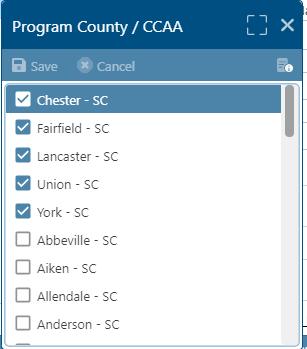 Program County / CCAA
Save Cancel
Chester - SC
Fairfield - SC
Lancaster - SC
Union - SC
York - SC
Abbeville - SC
Aiken - SC
Allendale - SC
Anderson - SC